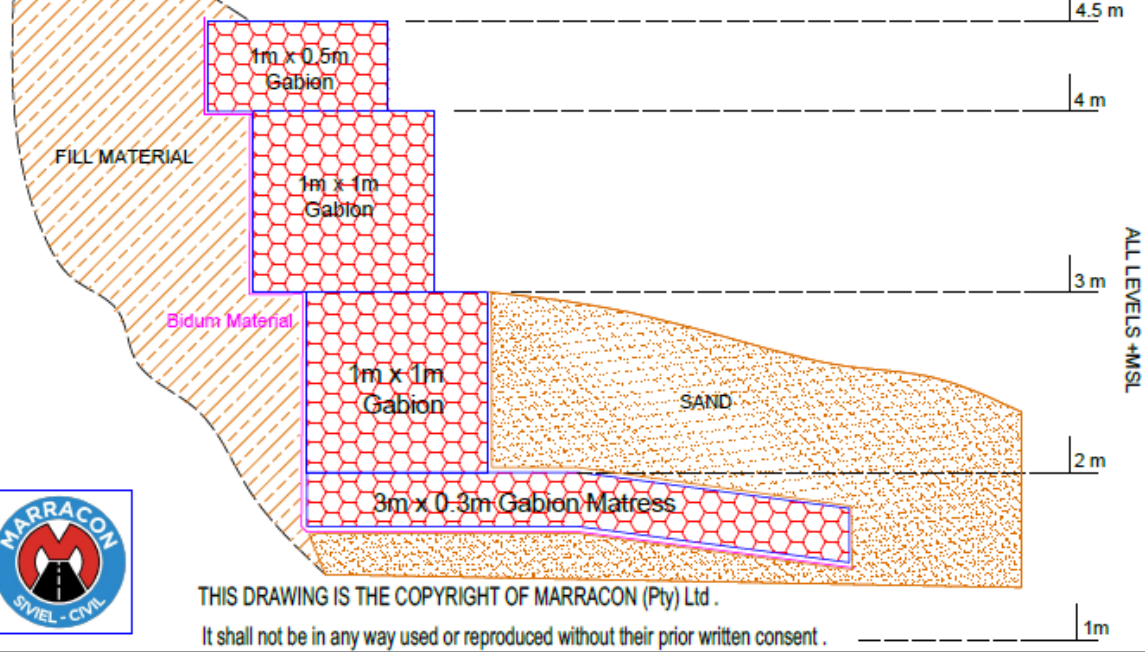 4.5 m
1m x 0.5m
Gabion
4 m
FILL MATERIAL
1m x 1m
Gabion
ALL LEVELS +MSL
3 m
Bidum Material
1m x 1m
Gabion
SAND
2 m
3m x 0.3m Gabion Matress
MARRACON
SIVIEL - CIVIL
THIS DRAWING IS THE COPYRIGHT OF MARRACON (Pty) Ltd .
It shall not be in any way used or reproduced without their prior written consent .
1m